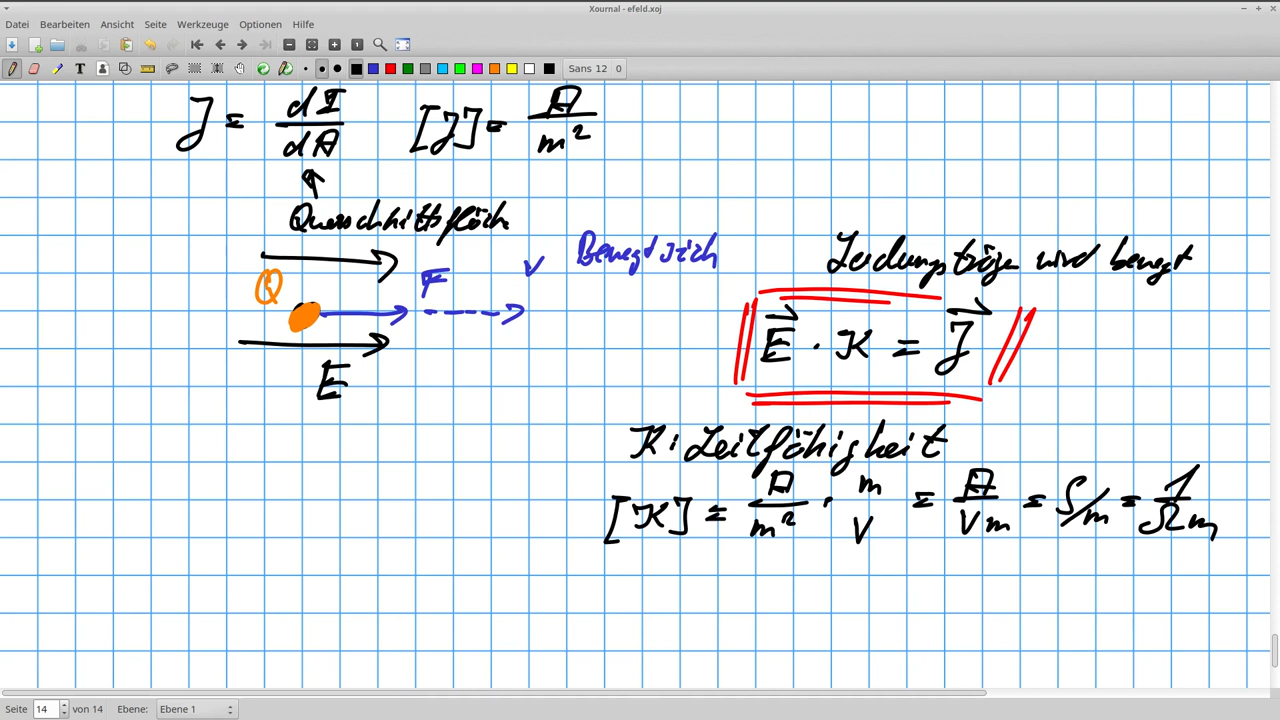 Xournal - efeld.xoj
Datei Bearbeiten Ansicht Seite Werkzeuge Optionen Hilfe
Sans 12 0
J = dI/dA [J] = A/m²
Querschnittsfläche
Q F v Bewegt sich
E
Leidungsträger wird bewegt
E · K = J
K: Leitfähigkeit
[K] = A/m² · m/V = A/Vm = S/m = 1/Ωm
Seite 14 von 14 Ebene: Ebene 1